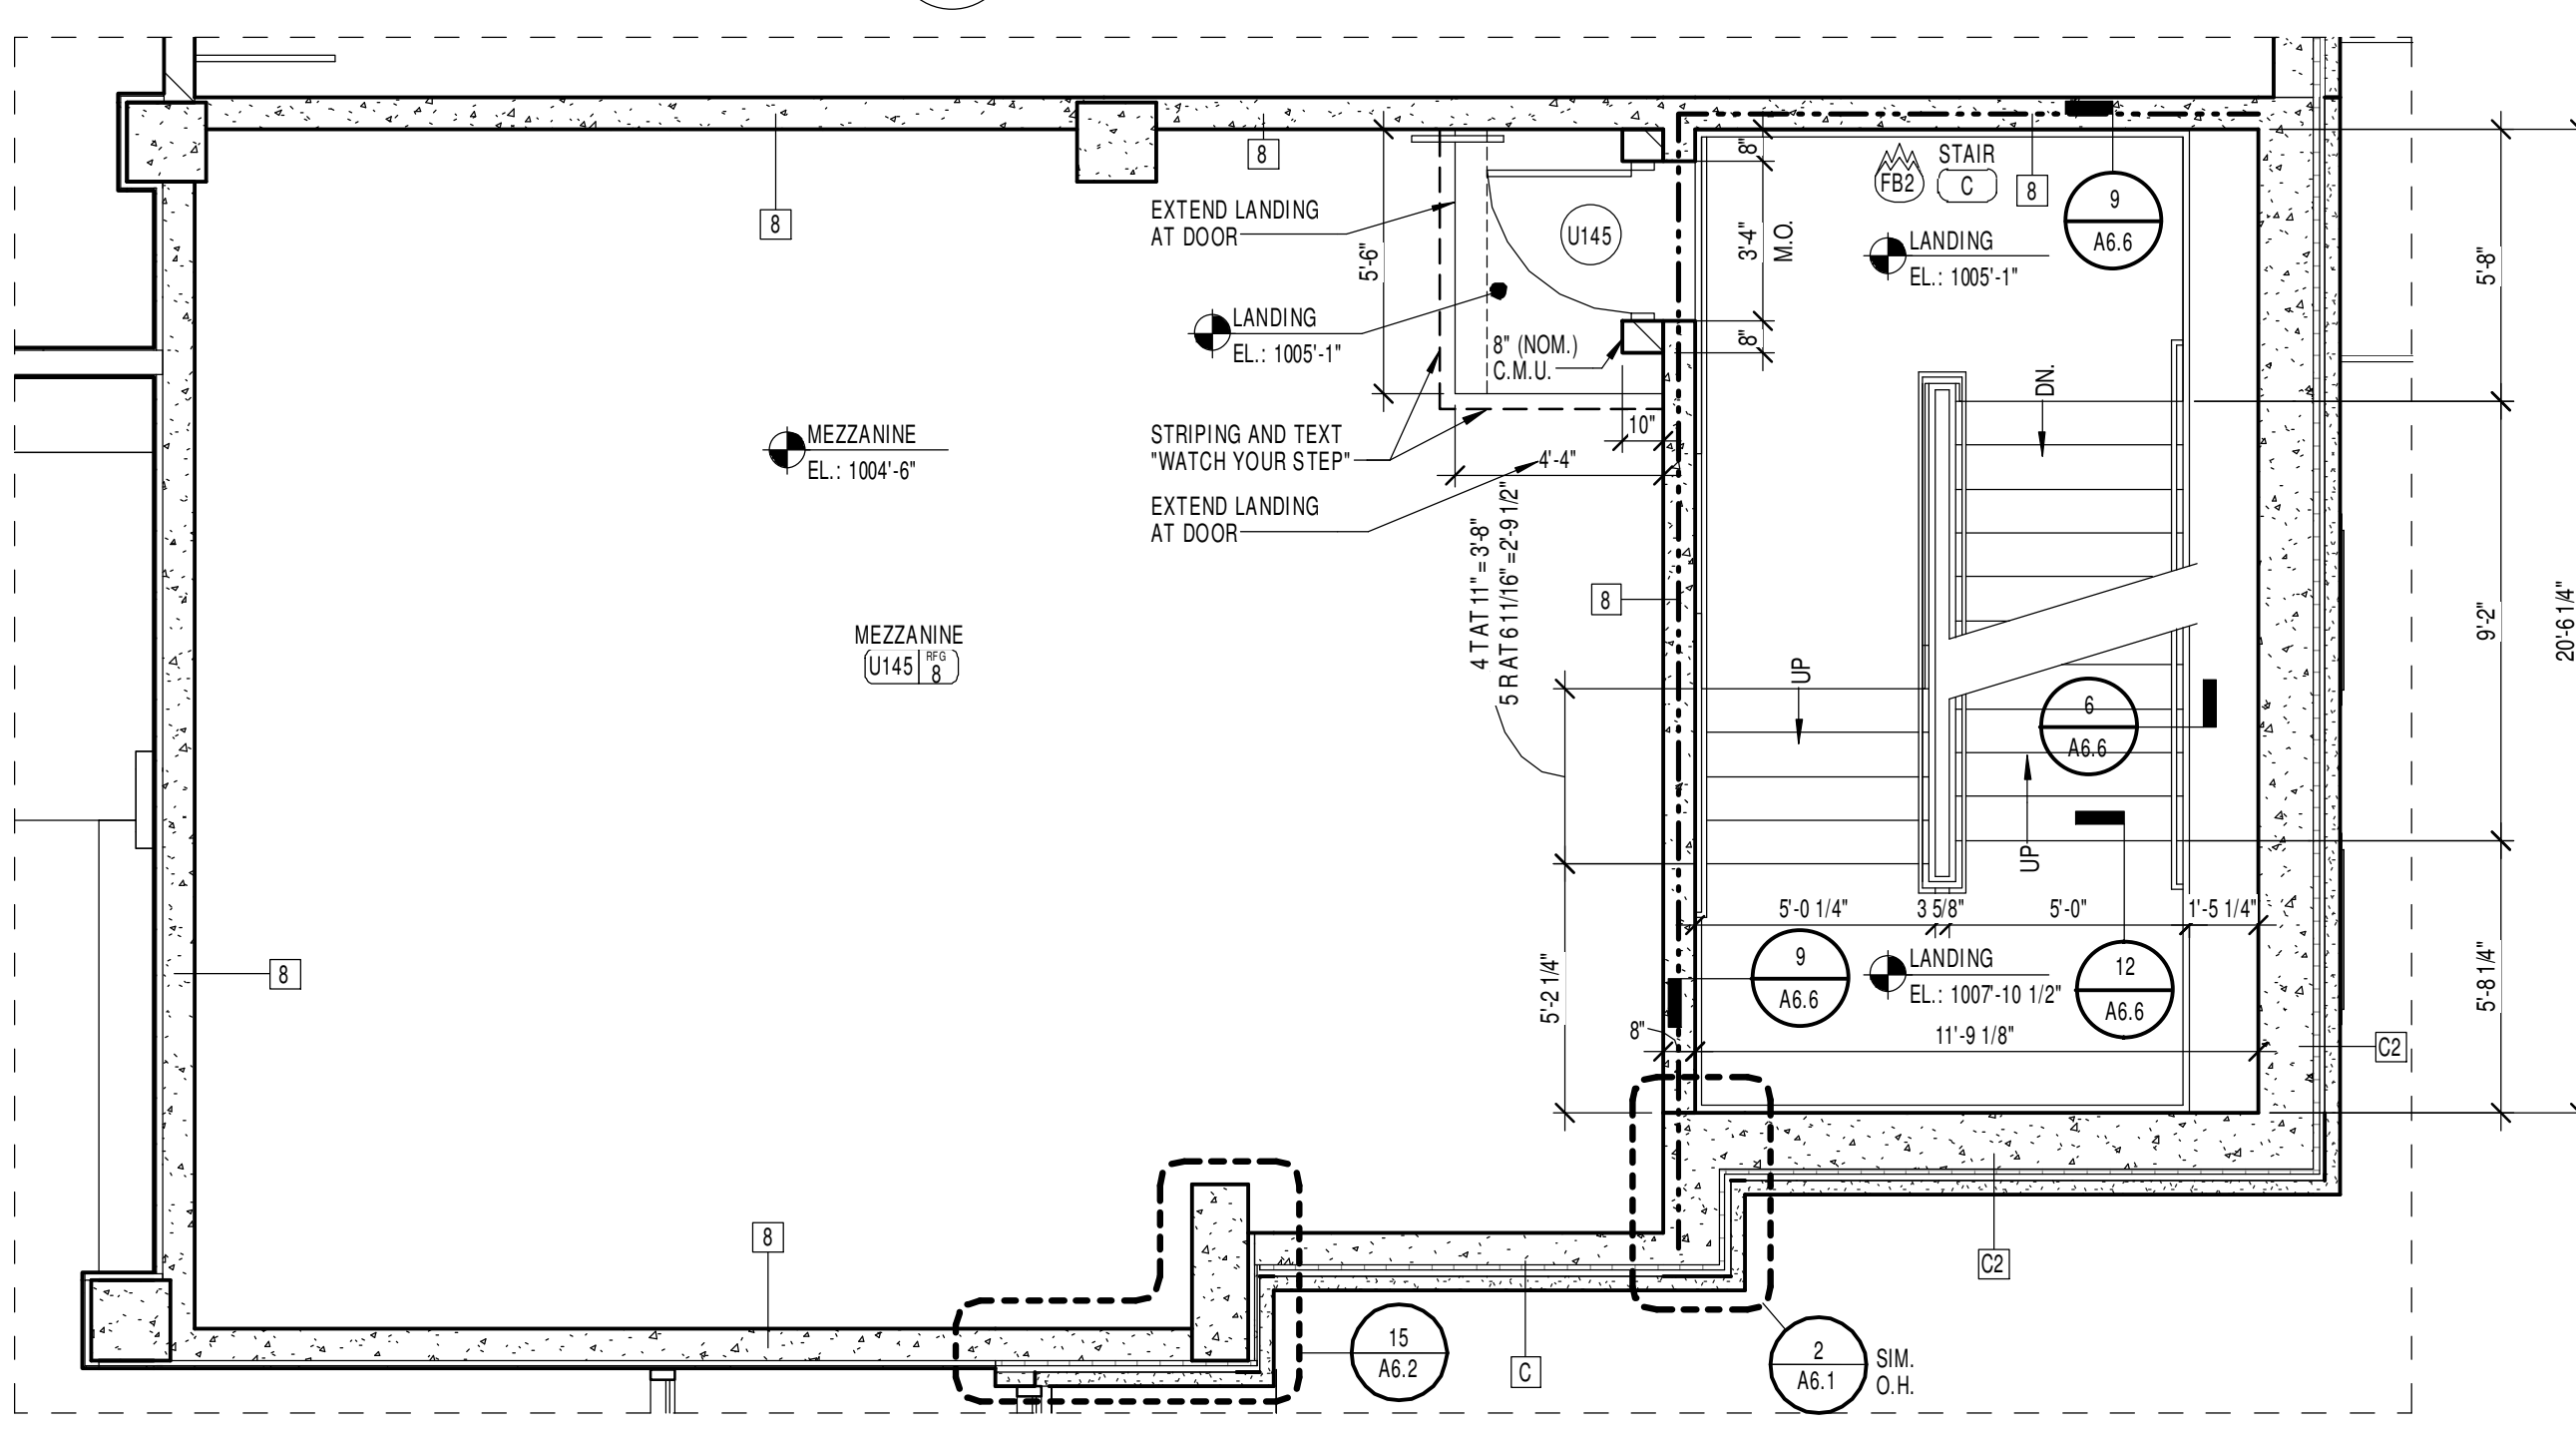 8
8
EXTEND LANDING
AT DOOR
5'-6"
U145
LANDING
EL.: 1005'-1"
8" (NOM.)
C.M.U.
8"
3'-4"
M.O.
8"
FB2
STAIR
C
8
9
A6.6
LANDING
EL.: 1005'-1"
5'-8"
MEZZANINE
EL.: 1004'-6"
STRIPING AND TEXT
"WATCH YOUR STEP"
10"
4'-4"
EXTEND LANDING
AT DOOR
4 T AT 11" = 3'-8"
5 R AT 6 11/16" = 2'-9 1/2"
DN.
8
9'-2"
20'-6 1/4"
MEZZANINE
U145
RFG
8
UP
6
A6.6
UP
5'-0 1/4"
3 5/8"
5'-0"
1'-5 1/4"
8
5'-2 1/4"
9
A6.6
LANDING
EL.: 1007'-10 1/2"
12
A6.6
5'-8 1/4"
8"
11'-9 1/8"
C2
8
C2
15
A6.2
C
2
A6.1
SIM.
O.H.